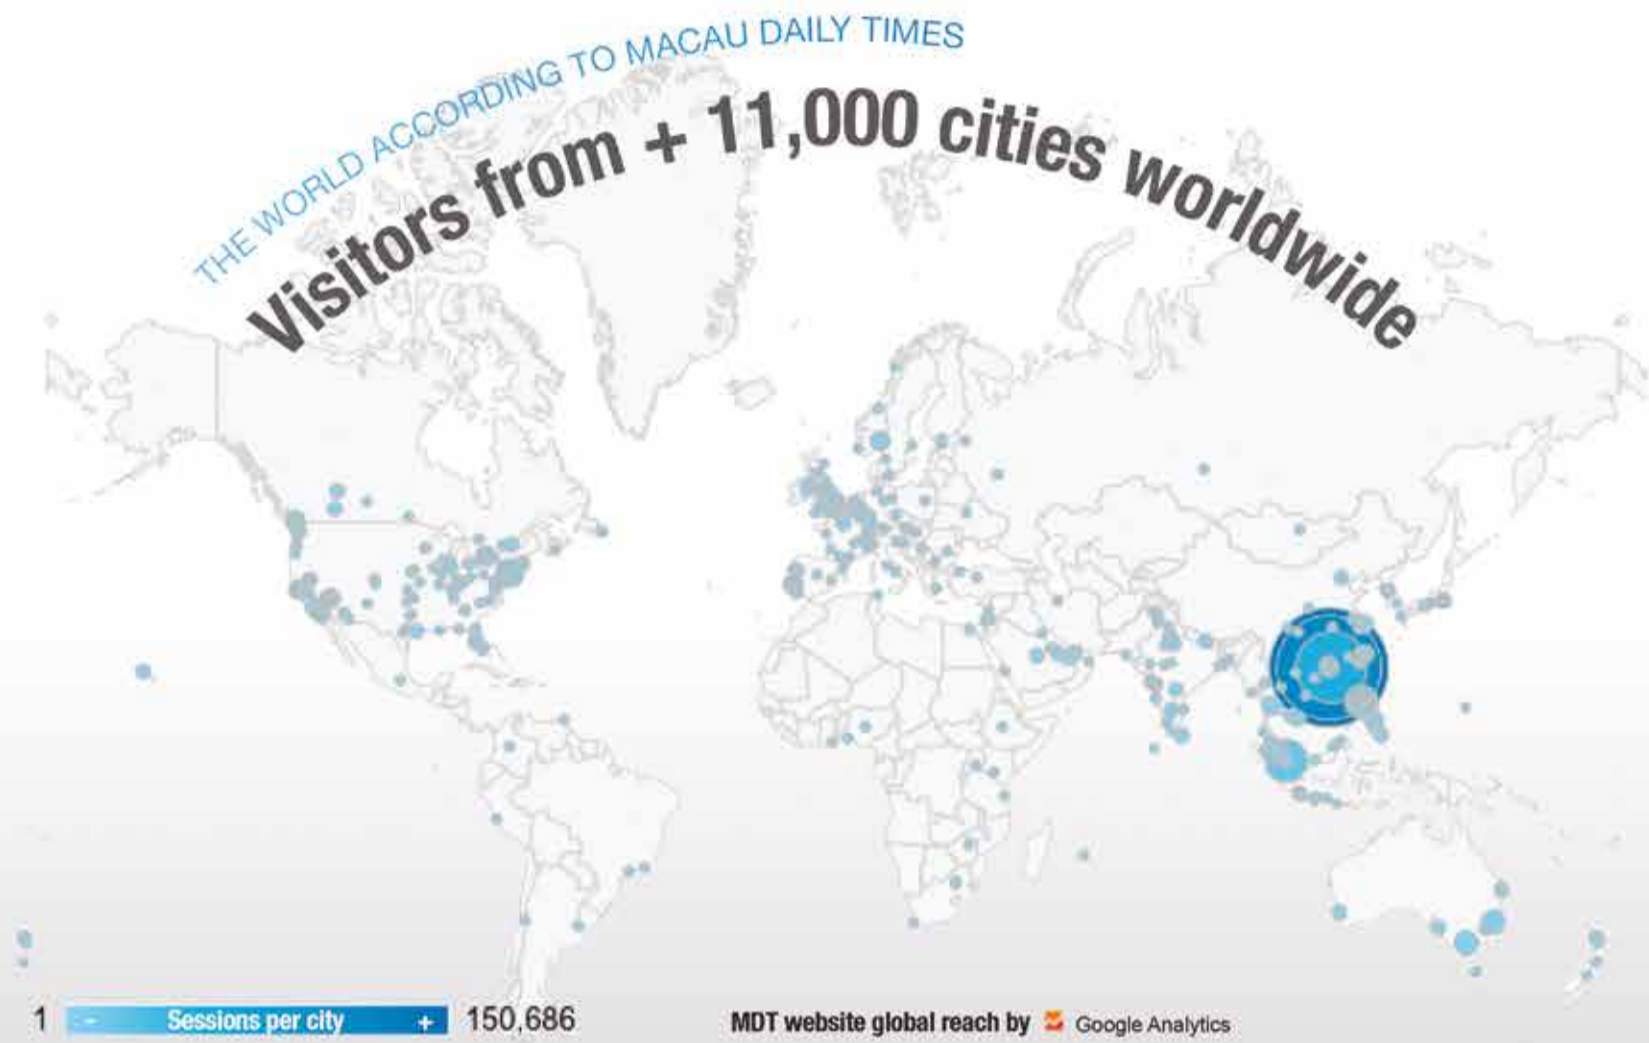 THE WORLD ACCORDING TO MACAU DAILY TIMES
Visitors from + 11,000 cities worldwide
1 - Sessions per city + 150,686
MDT website global reach by Google Analytics